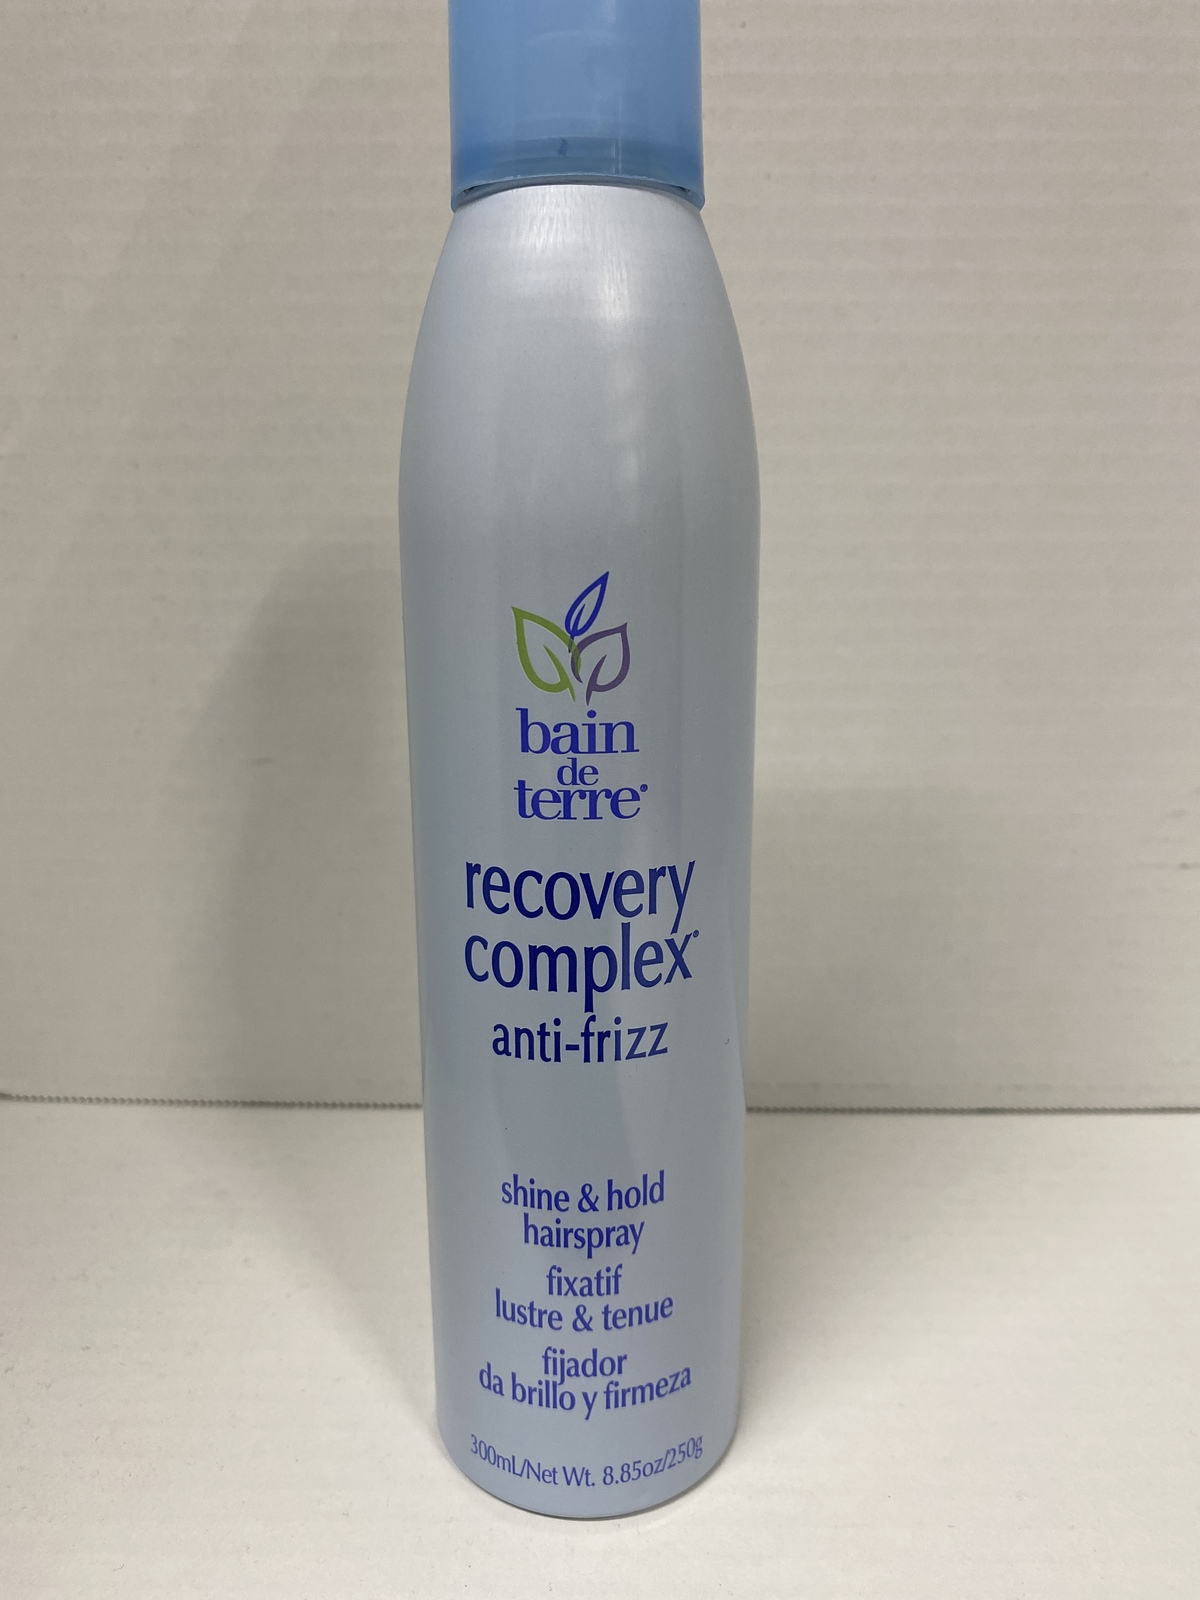 bain
de
terre®
recovery
complex®
anti-frizz
shine & hold
hairspray
fixatif
lustre & tenue
fijador
da brillo y firmeza
300mL/Net Wt. 8.85oz/250g